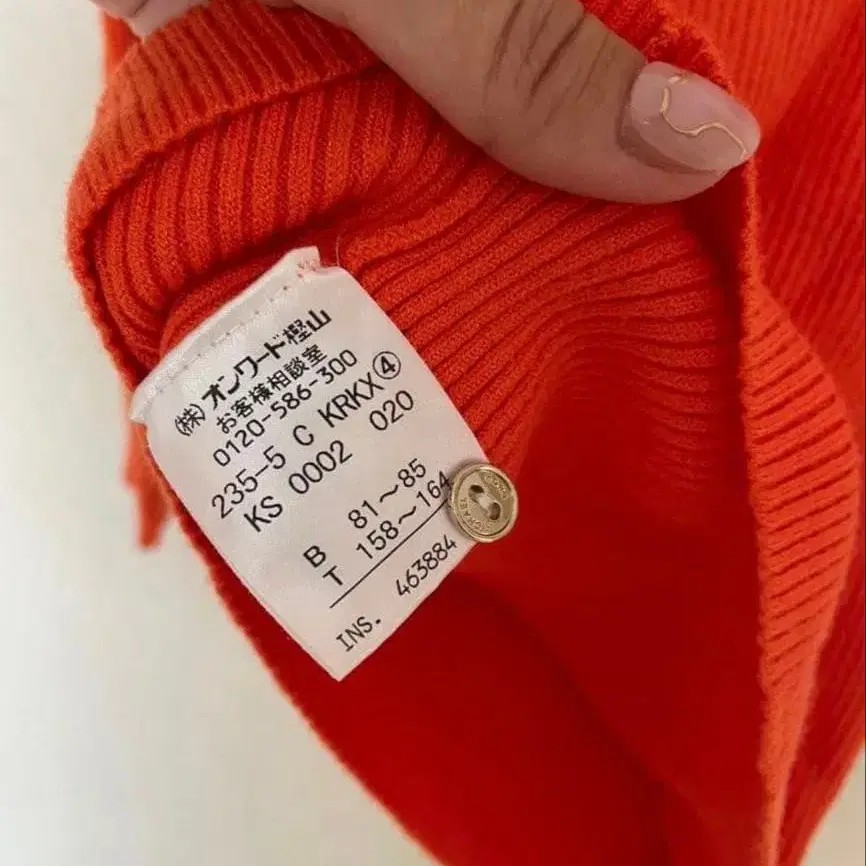 (株)オンワード樫山
お客様相談室
0120-586-300
235-5 C KRKX④
KS 0002 020
B 81〜85
T 158〜164
INS. 463884
MICHAEL